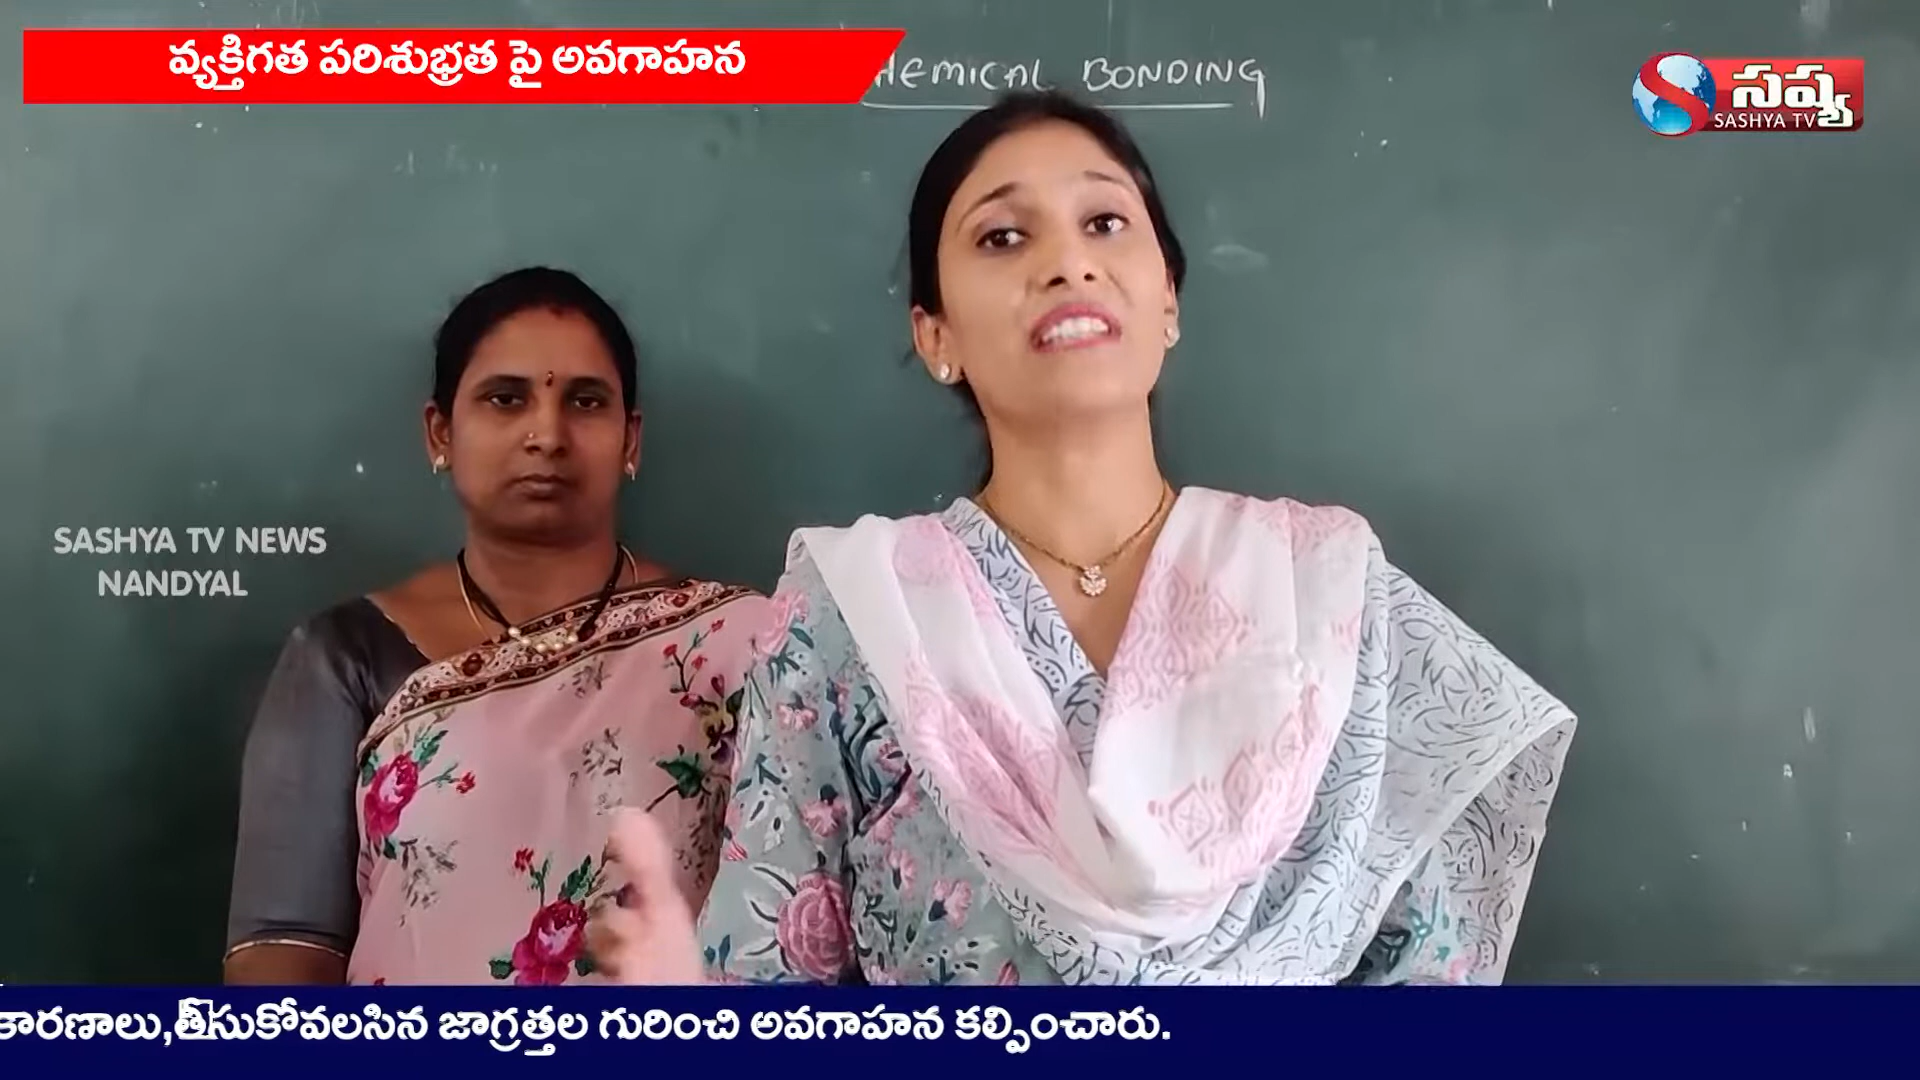 వ్యక్తిగత పరిశుభ్రత పై అవగాహన
HEMICAL BONDING
సష్య
SASHYA TV
SASHYA TV NEWS
NANDYAL
కారణాలు,తీసుకోవలసిన జాగ్రత్తల గురించి అవగాహన కల్పించారు.